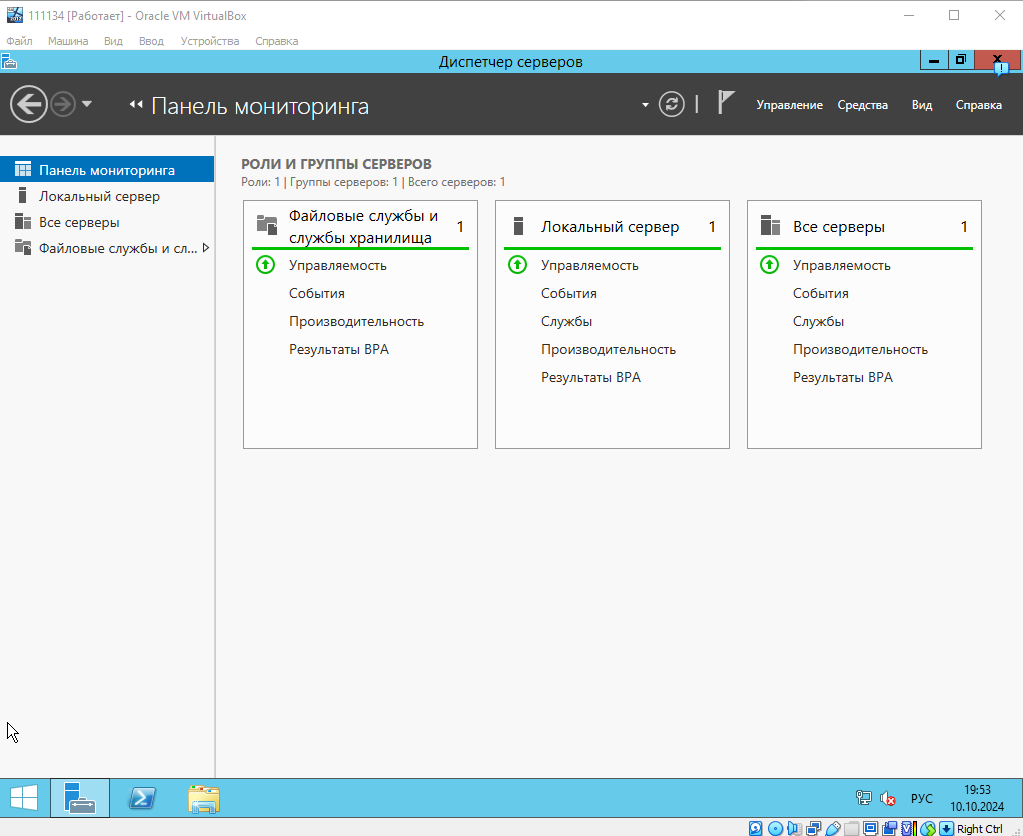 111134 [Работает] - Oracle VM VirtualBox
Файл Машина Вид Ввод Устройства Справка
Диспетчер серверов
Панель мониторинга
Управление Средства Вид Справка
Панель мониторинга
Локальный сервер
Все серверы
Файловые службы и сл...
РОЛИ И ГРУППЫ СЕРВЕРОВ
Роли: 1 | Группы серверов: 1 | Всего серверов: 1
Файловые службы и
службы хранилища
1
Управляемость
События
Производительность
Результаты BPA
Локальный сервер 1
Управляемость
События
Службы
Производительность
Результаты BPA
Все серверы 1
Управляемость
События
Службы
Производительность
Результаты BPA
РУС
19:53
10.10.2024
Right Ctrl